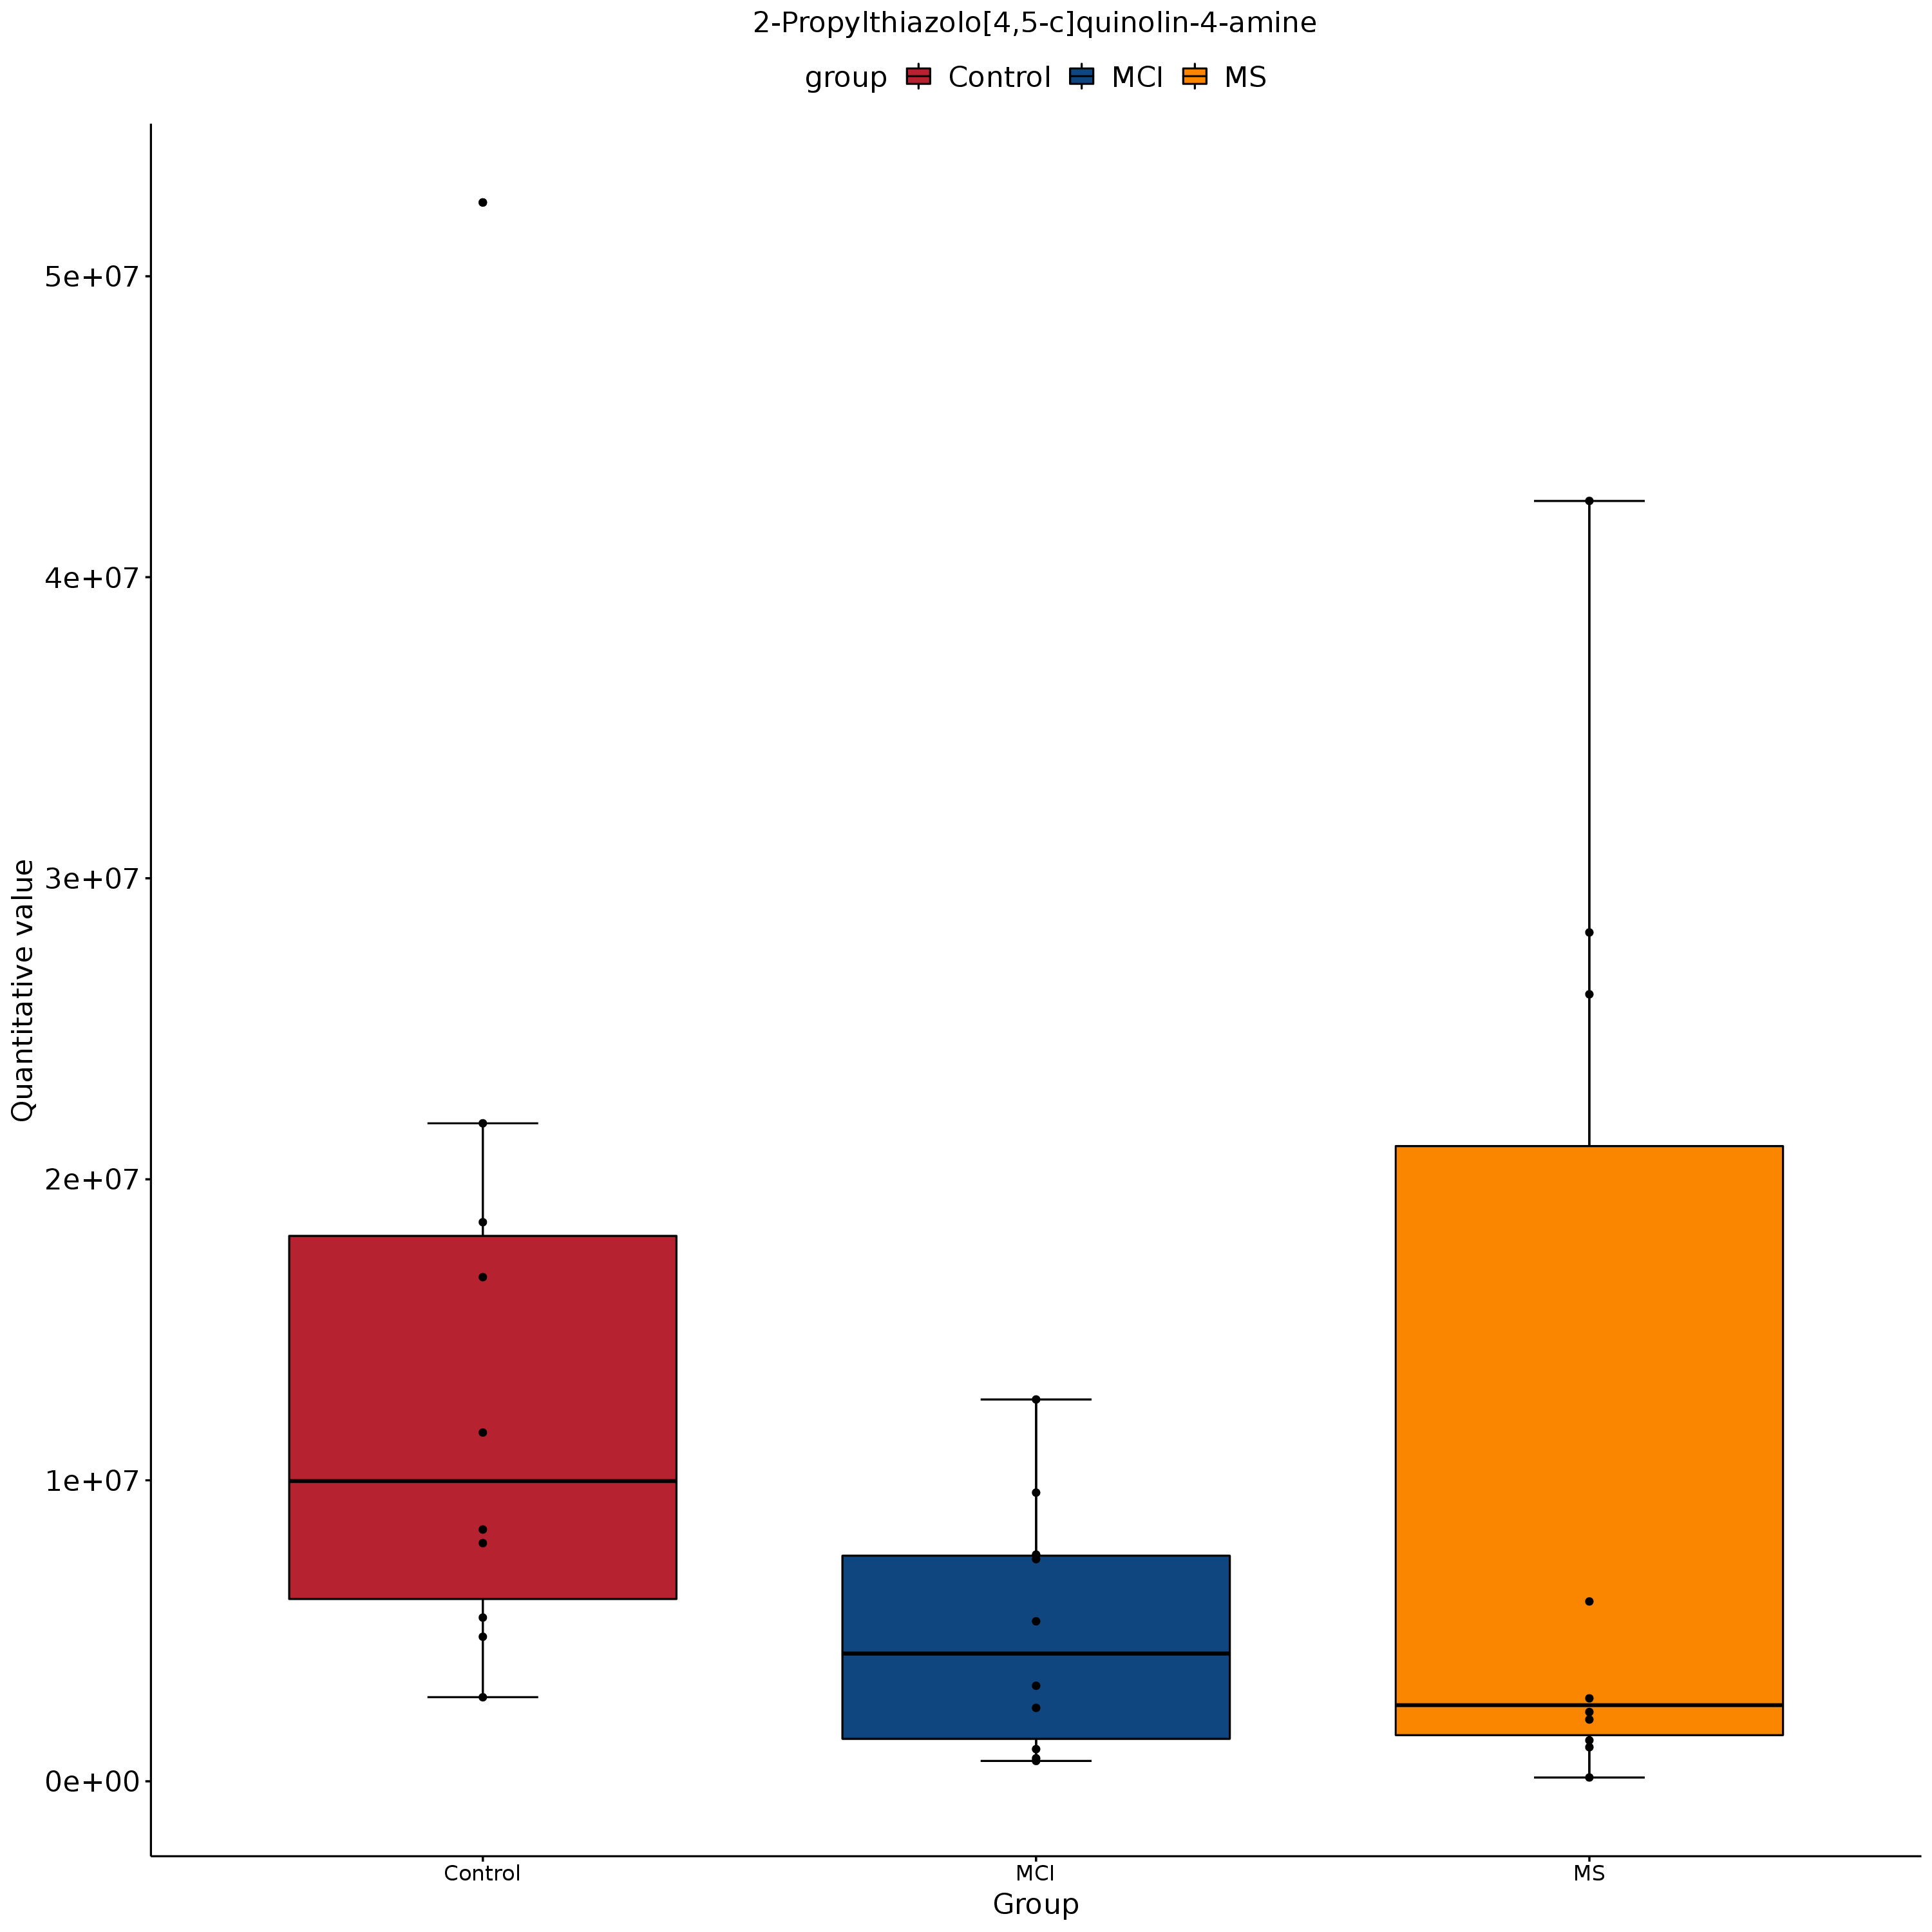 2-Propylthiazolo[4,5-c]quinolin-4-amine
group Control MCI MS
5e+07
4e+07
3e+07
2e+07
1e+07
0e+00
Quantitative value
Control MCI MS
Group